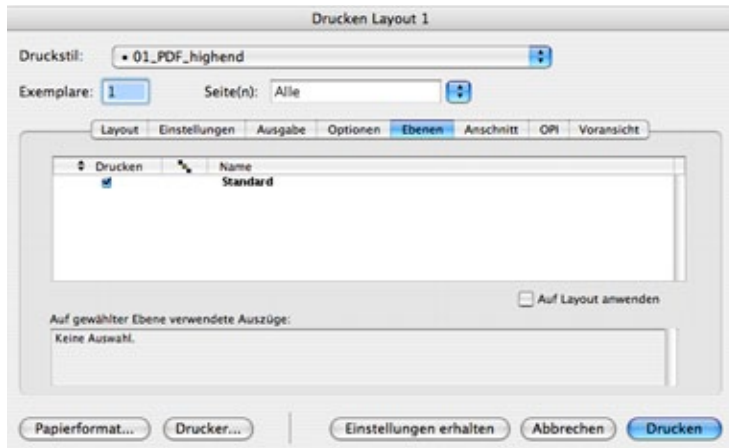 Drucken Layout 1
Druckstil: • 01_PDF_highend
Exemplare: 1 Seite(n): Alle
Layout Einstellungen Ausgabe Optionen Ebenen Anschnitt OPI Voransicht
Drucken Name
Standard
Auf Layout anwenden
Auf gewählter Ebene verwendete Auszüge:
Keine Auswahl.
Papierformat... Drucker... Einstellungen erhalten Abbrechen Drucken